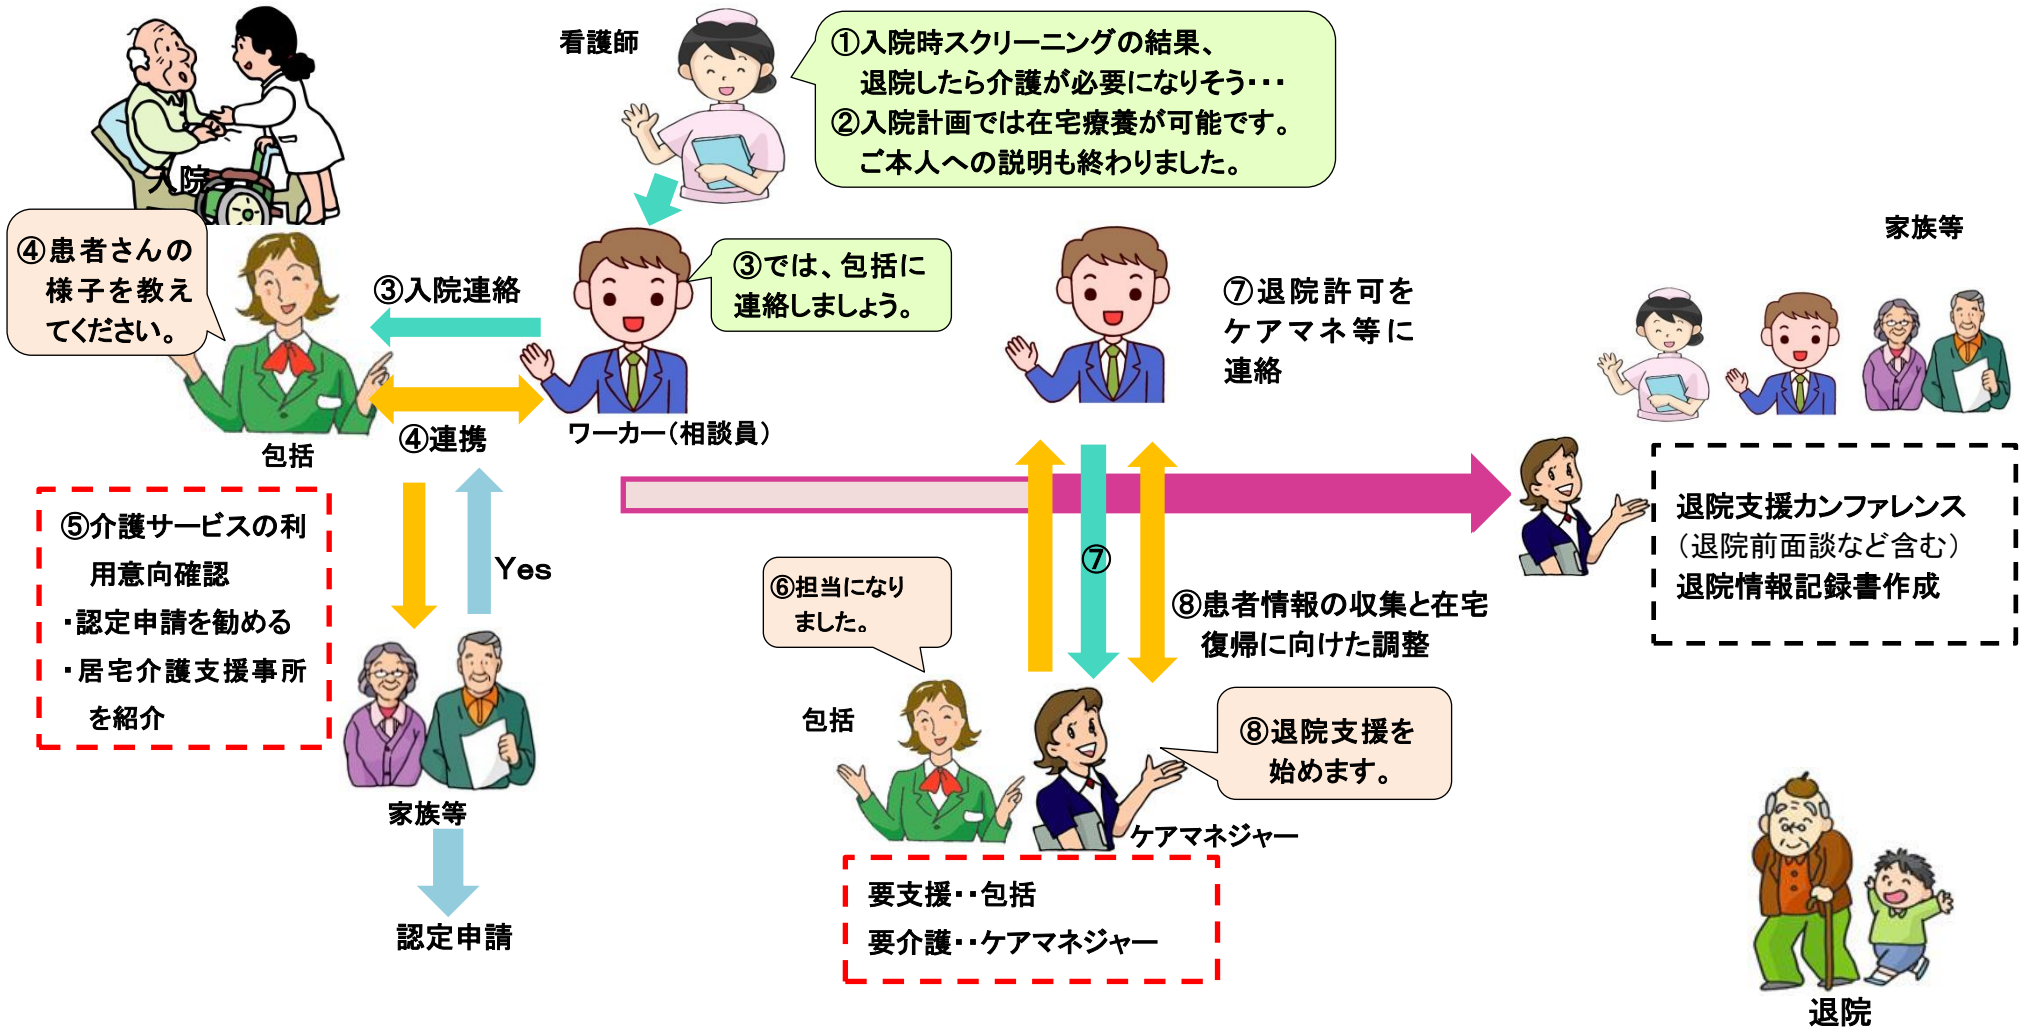 入院
看護師
①入院時スクリーニングの結果、
退院したら介護が必要になりそう・・・
②入院計画では在宅療養が可能です。
ご本人への説明も終わりました。
④患者さんの
様子を教え
てください。
③入院連絡
③では、包括に
連絡しましょう。
④連携
包括
ワーカー（相談員）
⑦退院許可を
ケアマネ等に
連絡
家族等
⑤介護サービスの利
用意向確認
・認定申請を勧める
・居宅介護支援事所
を紹介
Yes
家族等
認定申請
⑥担当になり
ました。
⑦
⑧患者情報の収集と在宅
復帰に向けた調整
包括
⑧退院支援を
始めます。
ケアマネジャー
要支援・・包括
要介護・・ケアマネジャー
退院支援カンファレンス
（退院前面談など含む）
退院情報記録書作成
退院